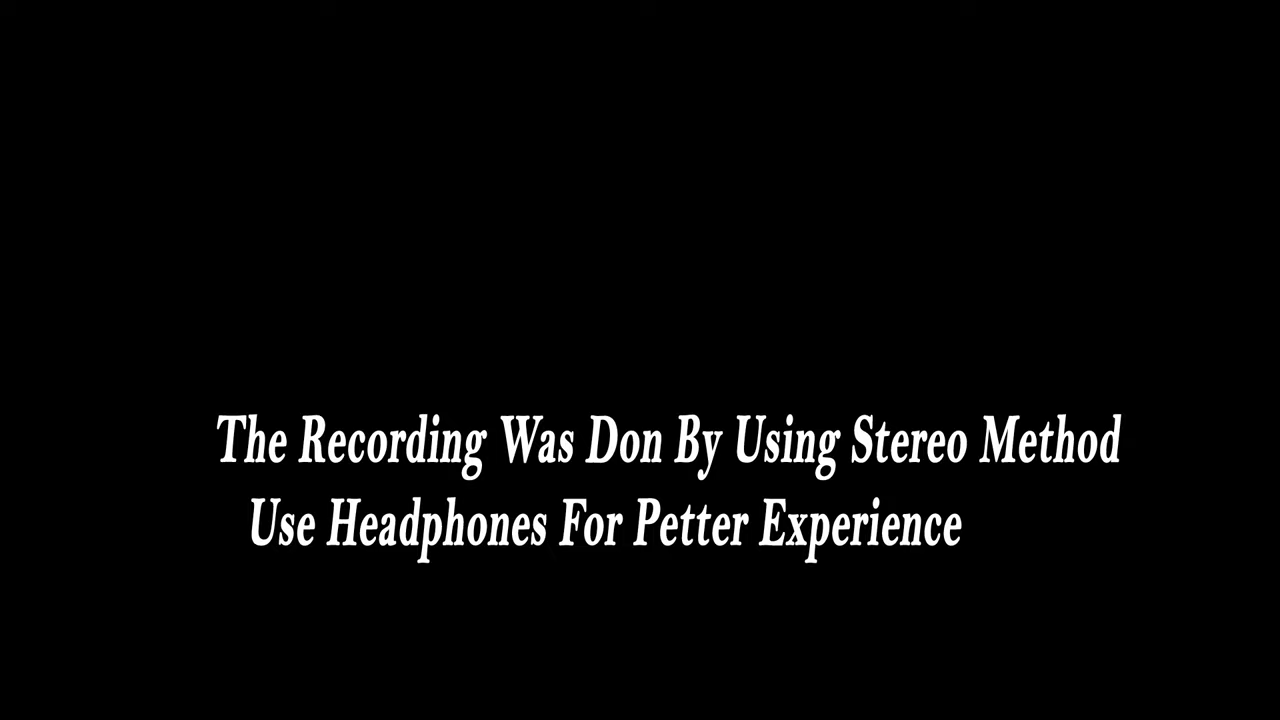 The Recording Was Don By Using Stereo Method
Use Headphones For Petter Experience